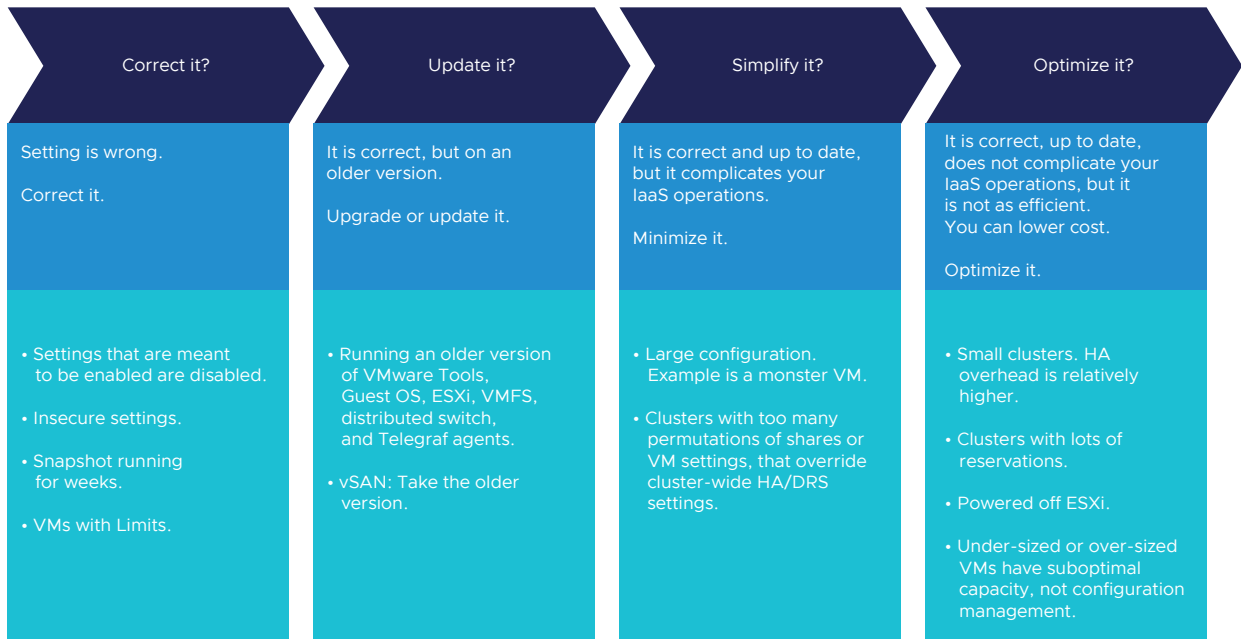 Correct it?
Setting is wrong.
Correct it.
• Settings that are meant
to be enabled are disabled.
• Insecure settings.
• Snapshot running
for weeks.
• VMs with Limits.
Update it?
It is correct, but on an
older version.
Upgrade or update it.
• Running an older version
of VMware Tools,
Guest OS, ESXi, VMFS,
distributed switch,
and Telegraf agents.
• vSAN: Take the older
version.
Simplify it?
It is correct and up to date,
but it complicates your
IaaS operations.
Minimize it.
• Large configuration.
Example is a monster VM.
• Clusters with too many
permutations of shares or
VM settings, that override
cluster-wide HA/DRS
settings.
Optimize it?
It is correct, up to date,
does not complicate your
IaaS operations, but it
is not as efficient.
You can lower cost.
Optimize it.
• Small clusters. HA
overhead is relatively
higher.
• Clusters with lots of
reservations.
• Powered off ESXi.
• Under-sized or over-sized
VMs have suboptimal
capacity, not configuration
management.